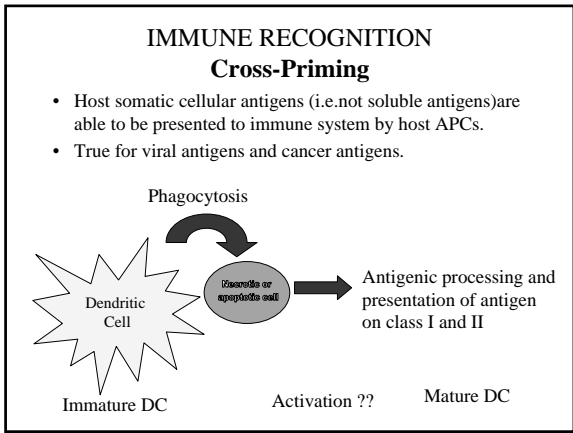 IMMUNE RECOGNITION
Cross-Priming
• Host somatic cellular antigens (i.e.not soluble antigens)are
able to be presented to immune system by host APCs.
• True for viral antigens and cancer antigens.
Phagocytosis
Dendritic
Cell
Necrotic or
apoptotic cell
Antigenic processing and
presentation of antigen
on class I and II
Immature DC
Activation ??
Mature DC